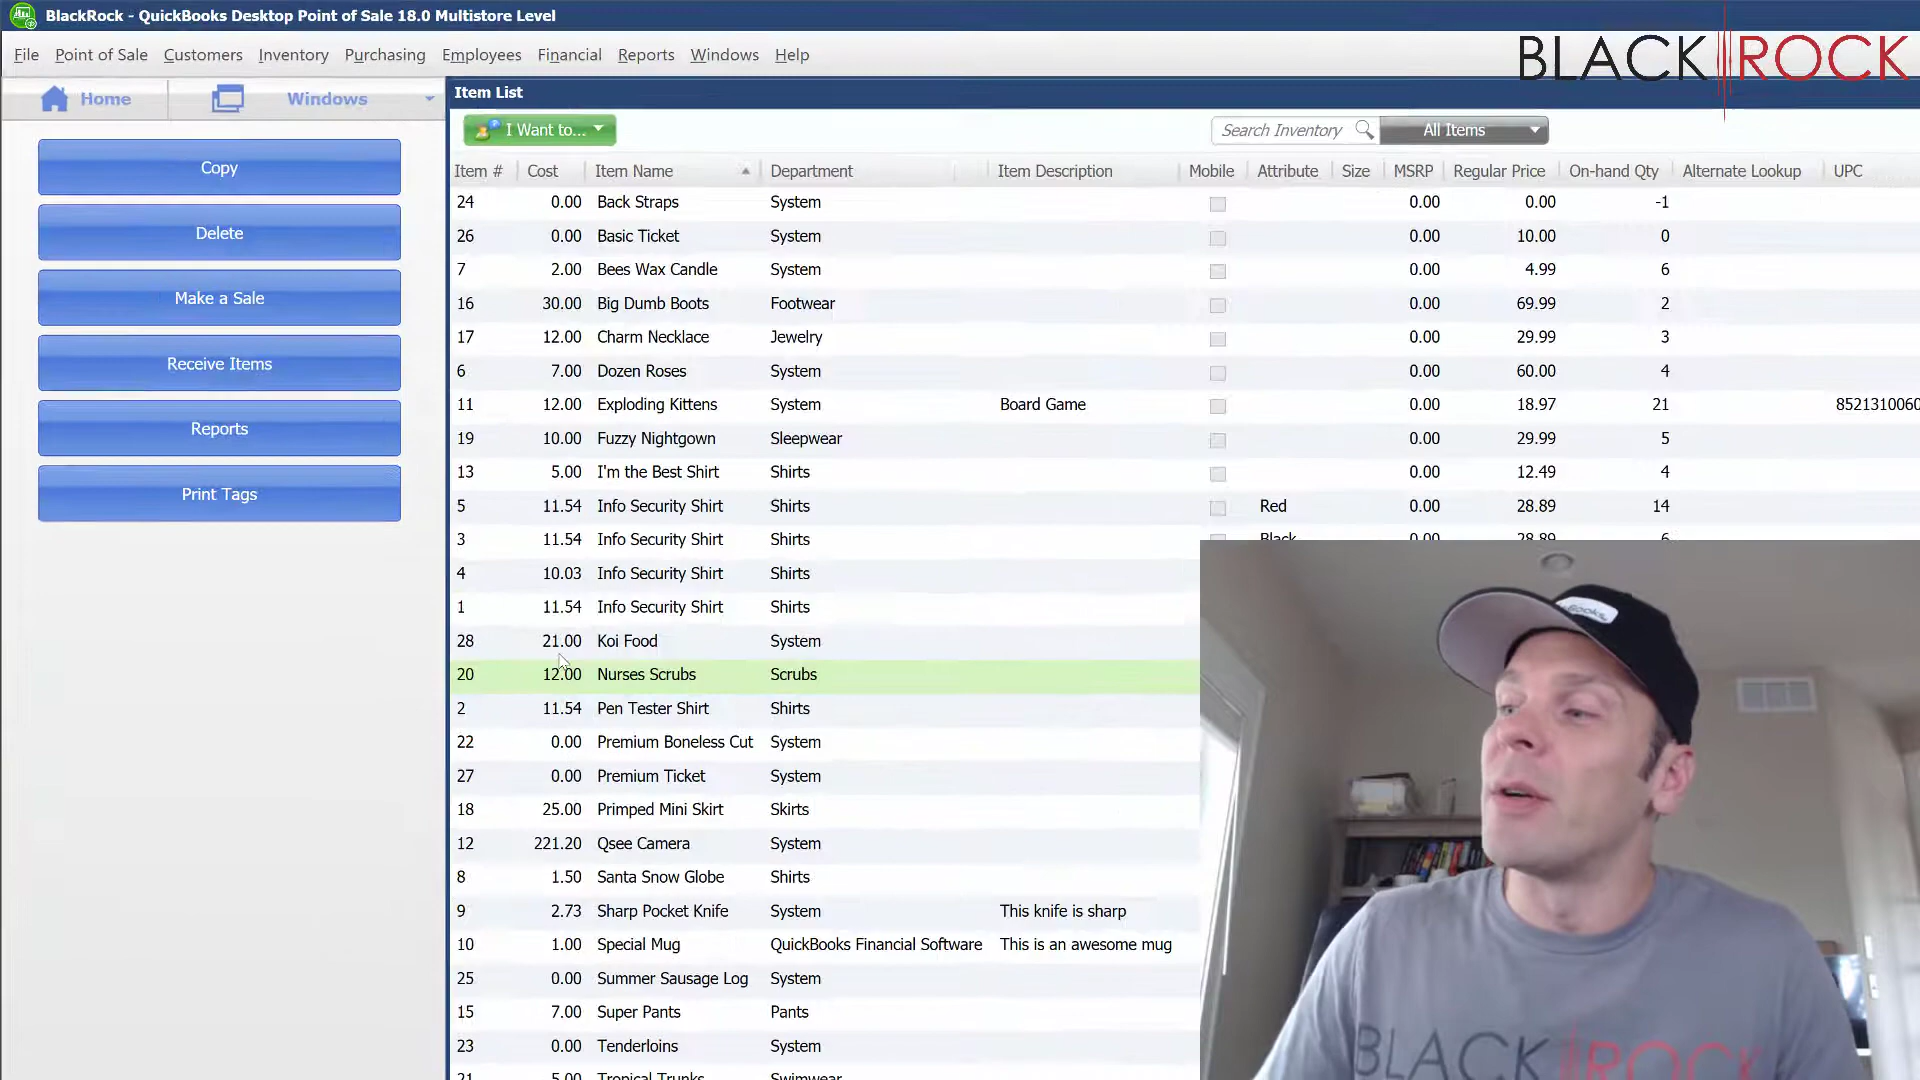 BlackRock - QuickBooks Desktop Point of Sale 18.0 Multistore Level
File Point of Sale Customers Inventory Purchasing Employees Financial Reports Windows Help
BLACK ROCK
Home Windows
Item List
I Want to... Search Inventory All Items
Copy
Delete
Make a Sale
Receive Items
Reports
Print Tags
Item # Cost Item Name Department Item Description Mobile Attribute Size MSRP Regular Price On-hand Qty Alternate Lookup UPC
24 0.00 Back Straps System 0.00 0.00 -1
26 0.00 Basic Ticket System 0.00 10.00 0
7 2.00 Bees Wax Candle System 0.00 4.99 6
16 30.00 Big Dumb Boots Footwear 0.00 69.99 2
17 12.00 Charm Necklace Jewelry 0.00 29.99 3
6 7.00 Dozen Roses System 0.00 60.00 4
11 12.00 Exploding Kittens System Board Game 0.00 18.97 21 8521310060
19 10.00 Fuzzy Nightgown Sleepwear 0.00 29.99 5
13 5.00 I'm the Best Shirt Shirts 0.00 12.49 4
5 11.54 Info Security Shirt Shirts Red 0.00 28.89 14
3 11.54 Info Security Shirt Shirts Black 0.00 28.89 6
4 10.03 Info Security Shirt Shirts
1 11.54 Info Security Shirt Shirts
28 21.00 Koi Food System
20 12.00 Nurses Scrubs Scrubs
2 11.54 Pen Tester Shirt Shirts
22 0.00 Premium Boneless Cut System
27 0.00 Premium Ticket System
18 25.00 Primped Mini Skirt Skirts
12 221.20 Qsee Camera System
8 1.50 Santa Snow Globe Shirts
9 2.73 Sharp Pocket Knife System This knife is sharp
10 1.00 Special Mug QuickBooks Financial Software This is an awesome mug
25 0.00 Summer Sausage Log System
15 7.00 Super Pants Pants
23 0.00 Tenderloins System
21 5.00 Tropical Trunks Swimwear
BLACK ROCK